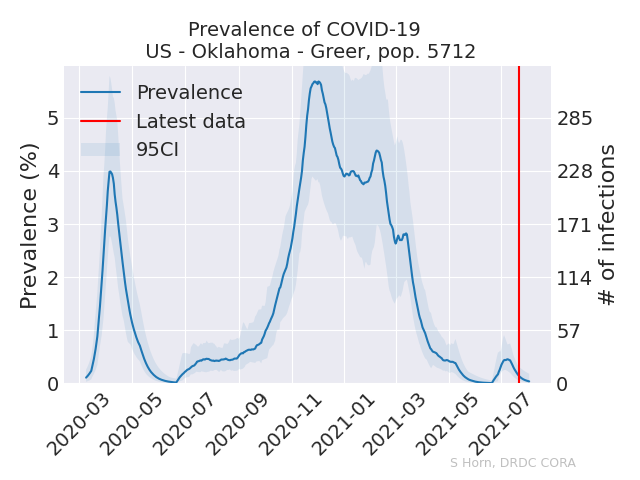 Prevalence of COVID-19
US - Oklahoma - Greer, pop. 5712
Prevalence
Latest data
95CI
Prevalence (%)
5
4
3
2
1
0
# of infections
285
228
171
114
57
0
2020-03
2020-05
2020-07
2020-09
2020-11
2021-01
2021-03
2021-05
2021-07
S Horn, DRDC CORA